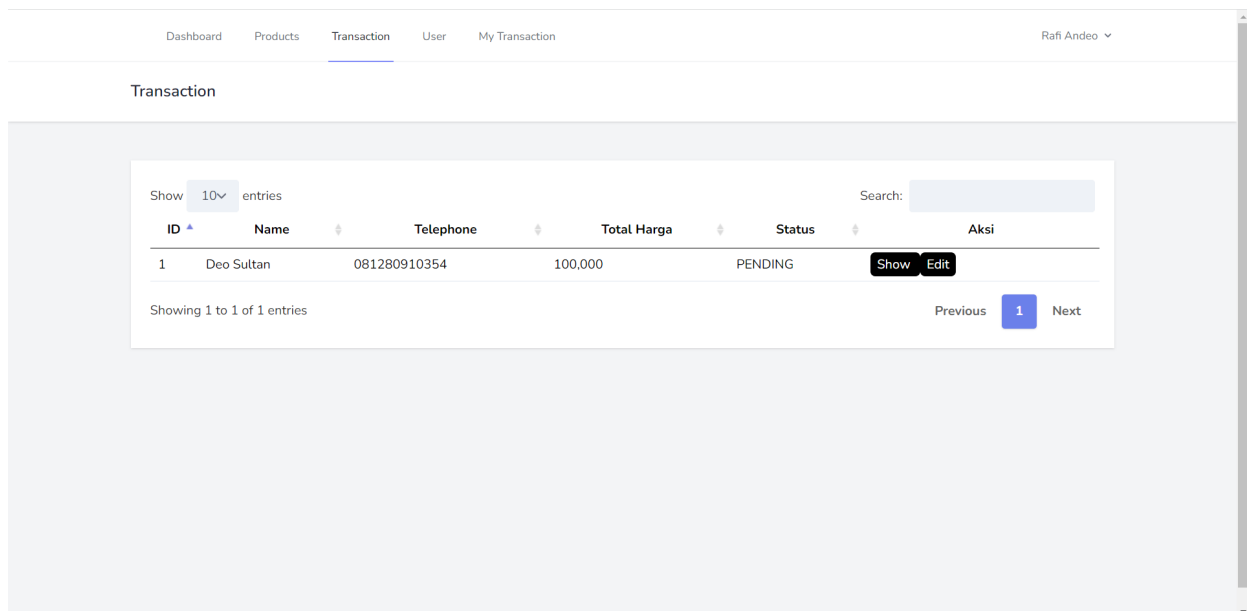 Dashboard Products Transaction User My Transaction Rafi Andeo
Transaction
Show 10 entries Search:
ID Name Telephone Total Harga Status Aksi
1 Deo Sultan 081280910354 100,000 PENDING Show Edit
Showing 1 to 1 of 1 entries Previous 1 Next